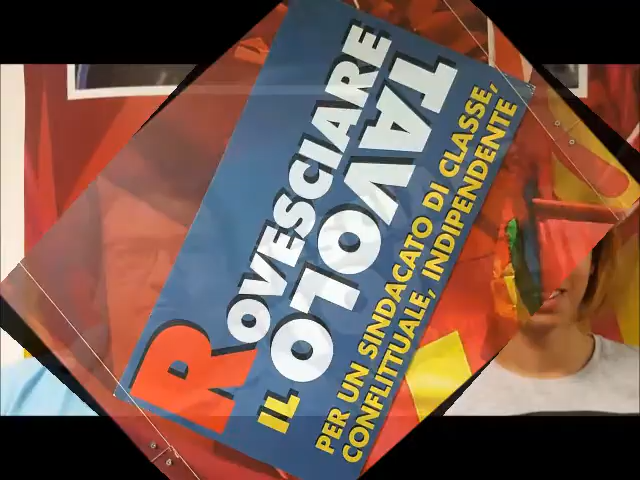 ROVESCIARE
IL TAVOLO
PER UN SINDACATO DI CLASSE,
CONFLITTUALE, INDIPENDENTE